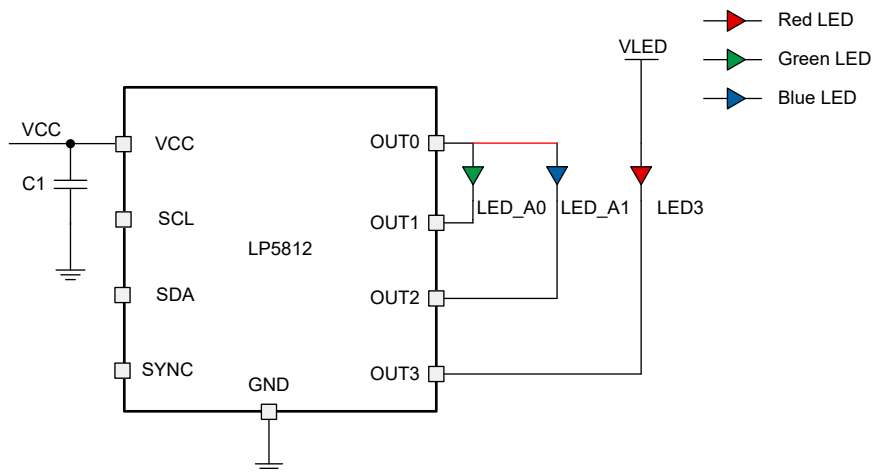 Red LED
Green LED
Blue LED
VLED
VCC
VCC
OUT0
C1
LED_A0
LED_A1
LED3
SCL
OUT1
LP5812
SDA
OUT2
SYNC
OUT3
GND